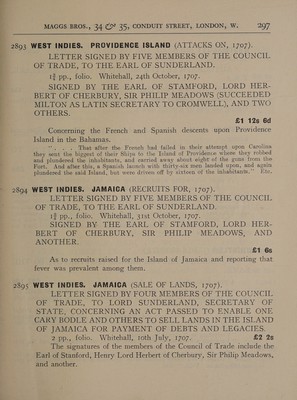 MAGGS BROS., 34 & 35, CONDUIT STREET, LONDON, W. 297
2893 WEST INDIES. PROVIDENCE ISLAND (ATTACKS ON, 1707).
LETTER SIGNED BY FIVE MEMBERS OF THE COUNCIL
OF TRADE, TO THE EARL OF SUNDERLAND.
1¾ pp., folio. Whitehall, 24th October, 1707.
SIGNED BY THE EARL OF STAMFORD, LORD HER-
BERT OF CHERBURY, SIR PHILIP MEADOWS (SUCCEEDED
MILTON AS LATIN SECRETARY TO CROMWELL), AND TWO
OTHERS.
£1 12s 6d
Concerning the French and Spanish descents upon Providence
Island in the Bahamas.
". . . That after the French had failed in their attempt upon Carolina
they sent the biggest of their Ships to the Island of Providence where they robbed
and plundered the inhabitants, and carried away about eight of the guns from the
Fort. And after this, a Spanish launch with thirty-six men landed upon, and again
plundered the said Island, but were driven off by sixteen of the inhabitants." Etc.
2894 WEST INDIES. JAMAICA (RECRUITS FOR, 1707).
LETTER SIGNED BY FIVE MEMBERS OF THE COUNCIL
OF TRADE, TO THE EARL OF SUNDERLAND.
1¾ pp., folio. Whitehall, 31st October, 1707.
SIGNED BY THE EARL OF STAMFORD, LORD HER-
BERT OF CHERBURY, SIR PHILIP MEADOWS, AND
ANOTHER.
£1 6s
As to recruits raised for the Island of Jamaica and reporting that
fever was prevalent among them.
2895 WEST INDIES. JAMAICA (SALE OF LANDS, 1707).
LETTER SIGNED BY FOUR MEMBERS OF THE COUNCIL
OF TRADE, TO LORD SUNDERLAND, SECRETARY OF
STATE, CONCERNING AN ACT PASSED TO ENABLE ONE
CARY BODLE AND OTHERS TO SELL LANDS IN THE ISLAND
OF JAMAICA FOR PAYMENT OF DEBTS AND LEGACIES.
2 pp., folio. Whitehall, 10th July, 1707. £2 2s
The signatures of the members of the Council of Trade include the
Earl of Stanford, Henry Lord Herbert of Cherbury, Sir Philip Meadows,
and another.